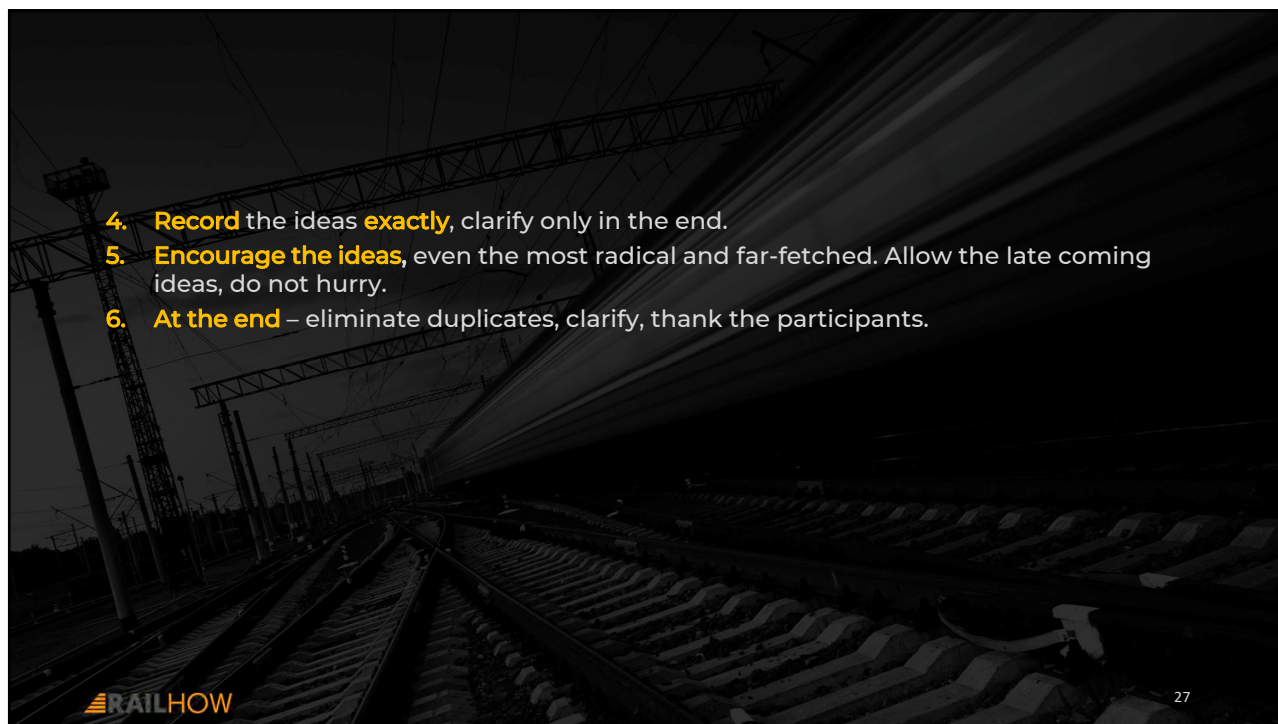 4. Record the ideas exactly, clarify only in the end.
5. Encourage the ideas, even the most radical and far-fetched. Allow the late coming
ideas, do not hurry.
6. At the end – eliminate duplicates, clarify, thank the participants.
RAILHOW
27